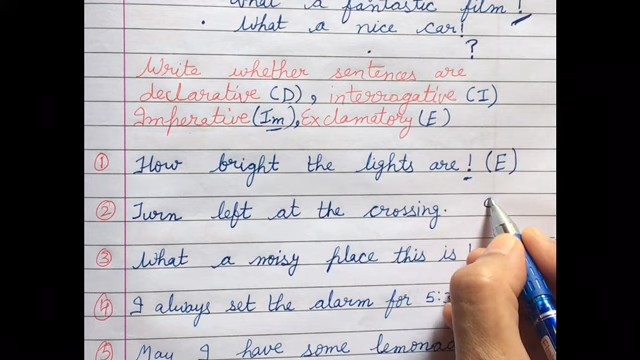 What a fantastic film!
What a nice car!
?
Write whether sentences are
declarative (D), interrogative (I)
Imperative (Im), Exclamatory (E)
① How bright the lights are! (E)
② Turn left at the crossing.
③ What a noisy place this is!
④ I always set the alarm for 5:3
⑤ May I have some